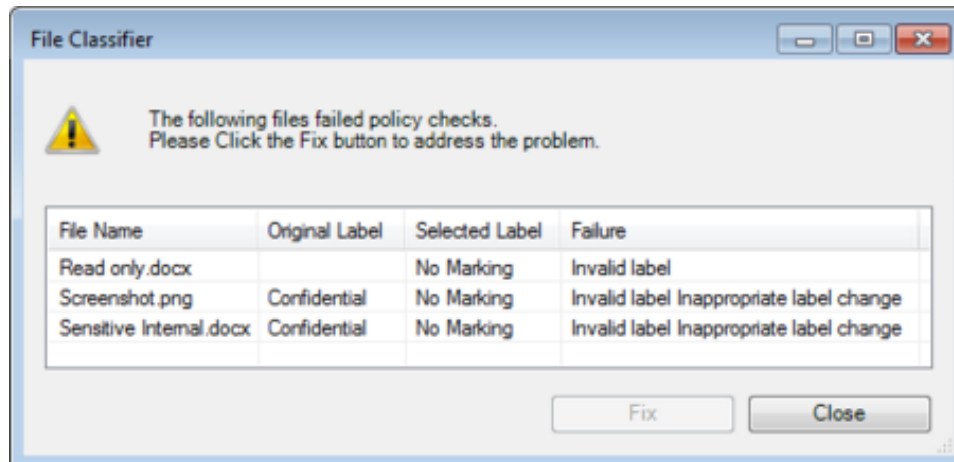 File Classifier
The following files failed policy checks.
Please Click the Fix button to address the problem.
File Name Original Label Selected Label Failure
Read only.docx No Marking Invalid label
Screenshot.png Confidential No Marking Invalid label Inappropriate label change
Sensitive Internal.docx Confidential No Marking Invalid label Inappropriate label change
Fix Close